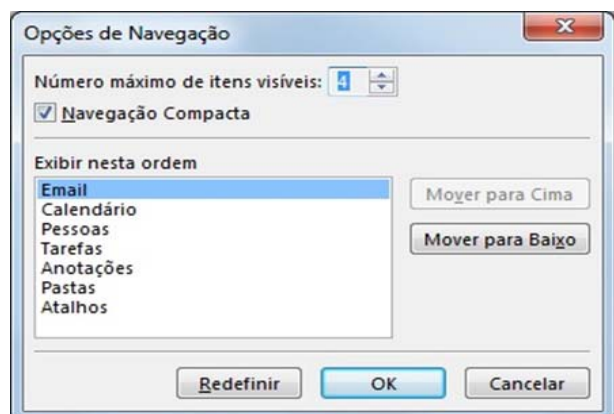 Opções de Navegação
Número máximo de itens visíveis: 4
Navegação Compacta
Exibir nesta ordem
Email
Calendário
Pessoas
Tarefas
Anotações
Pastas
Atalhos
Mover para Cima
Mover para Baixo
Redefinir OK Cancelar